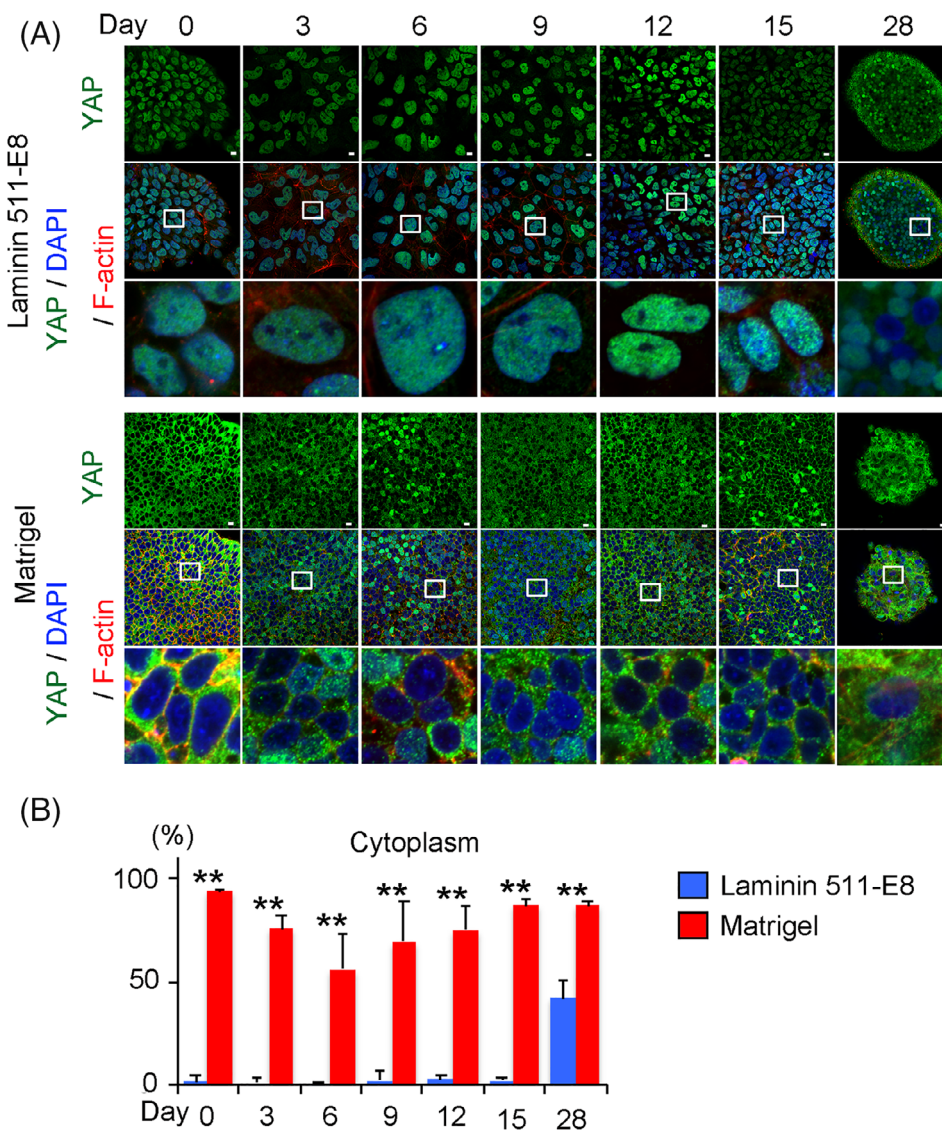 (A)
Day 0 3 6 9 12 15 28
Laminin 511-E8
YAP
YAP / DAPI
/ F-actin
Matrigel
YAP
YAP / DAPI
/ F-actin
(B)
(%)
Cytoplasm
100
50
0
** ** ** ** ** ** **
Day 0 3 6 9 12 15 28
Laminin 511-E8
Matrigel